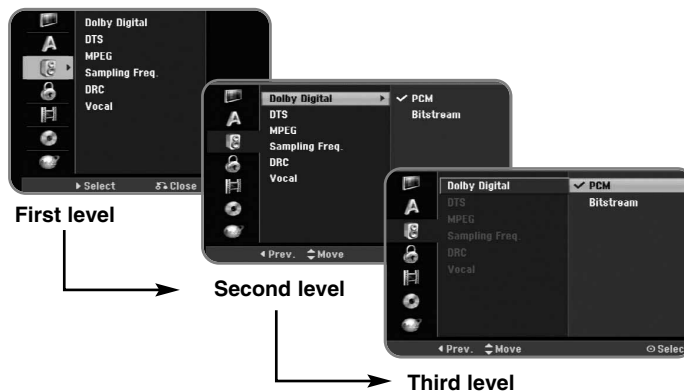 Dolby Digital
DTS
MPEG
Sampling Freq.
DRC
Vocal
Select Close
First level
Dolby Digital PCM
DTS Bitstream
MPEG
Sampling Freq.
DRC
Vocal
Prev. Move
Second level
Dolby Digital PCM
DTS Bitstream
MPEG
Sampling Freq.
DRC
Vocal
Prev. Move Selec
Third level
A
A
A